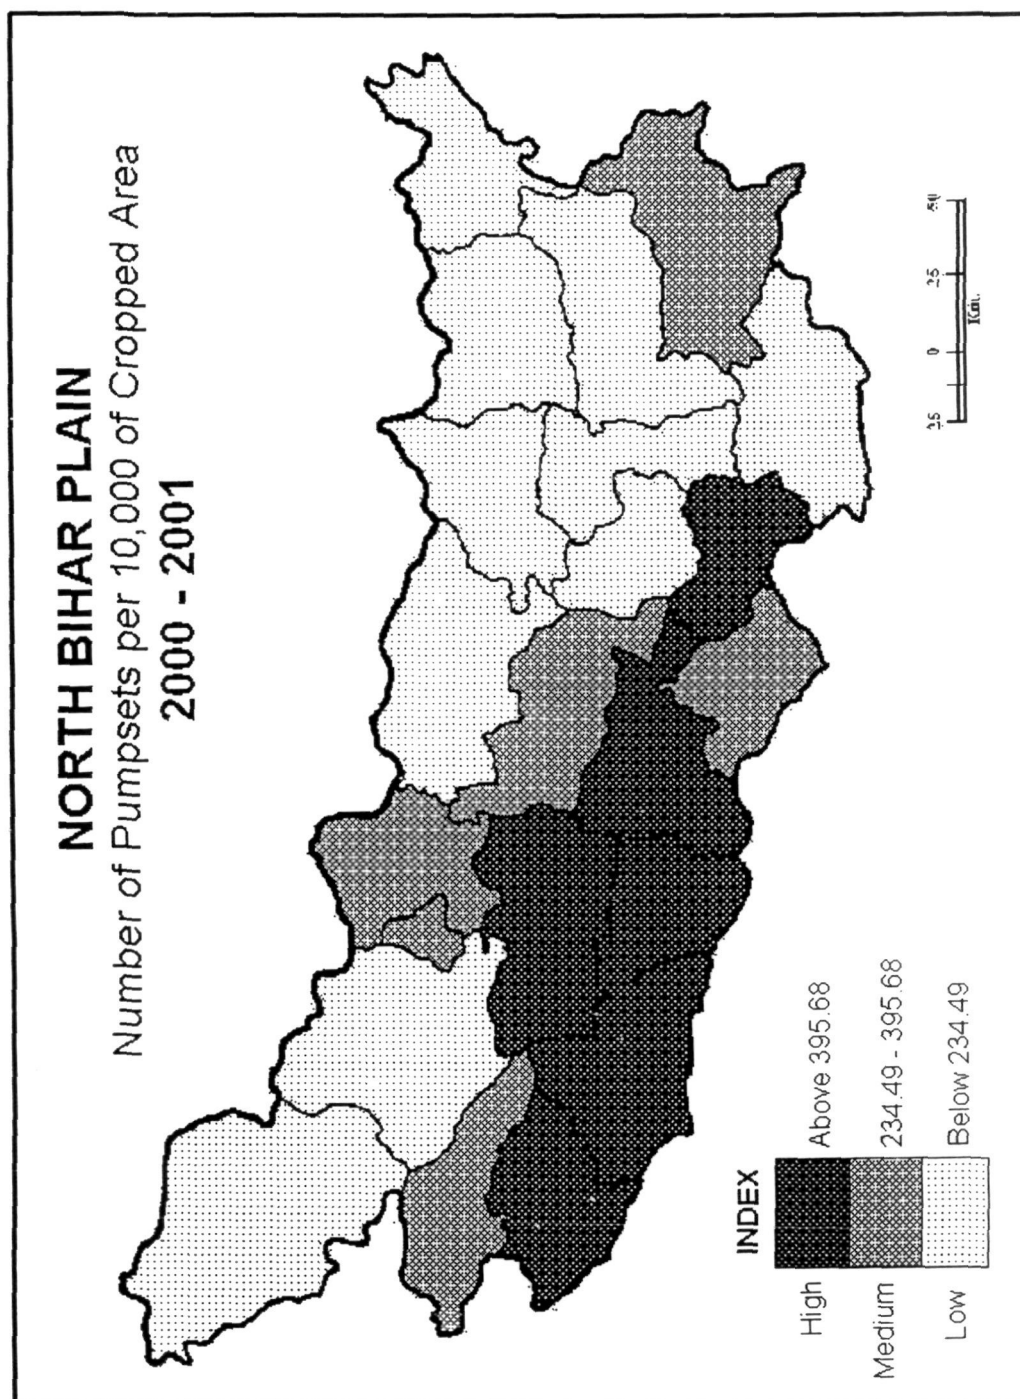 NORTH BIHAR PLAIN
Number of Pumpsets per 10,000 of Cropped Area
2000 - 2001
INDEX
High Above 395.68
Medium 234.49 - 395.68
Low Below 234.49
25 0 25 50
Km.